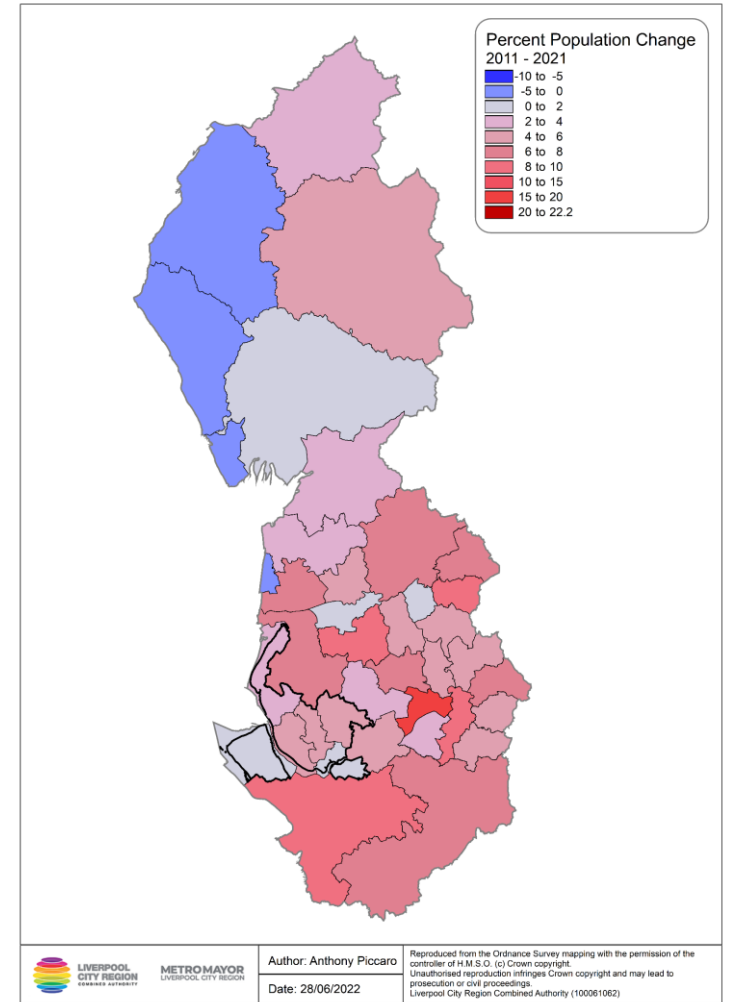 Percent Population Change
2011 - 2021
-10 to -5
-5 to 0
0 to 2
2 to 4
4 to 6
6 to 8
8 to 10
10 to 15
15 to 20
20 to 22.2
LIVERPOOL
CITY REGION
COMBINED AUTHORITY
METROMAYOR
LIVERPOOL CITY REGION
Author: Anthony Piccaro
Date: 28/06/2022
Reproduced from the Ordnance Survey mapping with the permission of the
controller of H.M.S.O. (c) Crown copyright.
Unauthorised reproduction infringes Crown copyright and may lead to
prosecution or civil proceedings.
Liverpool City Region Combined Authority (100061062)